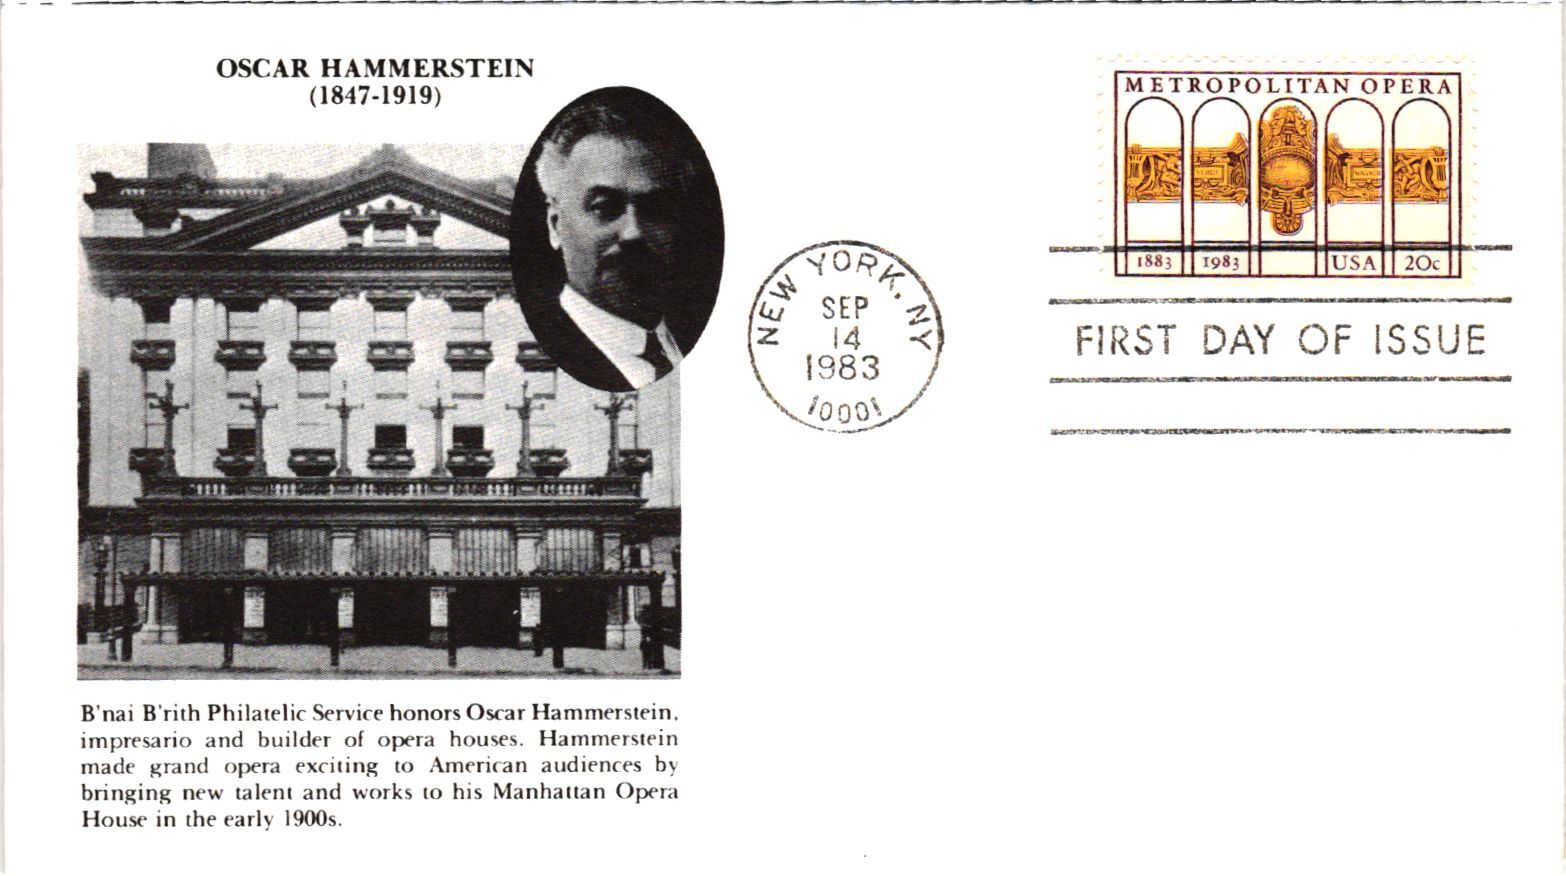 OSCAR HAMMERSTEIN
(1847-1919)
METROPOLITAN OPERA
VERDI WAGNER
1883 1983 USA 20c
NEW YORK, NY
SEP
14
1983
10001
FIRST DAY OF ISSUE
B'nai B'rith Philatelic Service honors Oscar Hammerstein,
impresario and builder of opera houses. Hammerstein
made grand opera exciting to American audiences by
bringing new talent and works to his Manhattan Opera
House in the early 1900s.